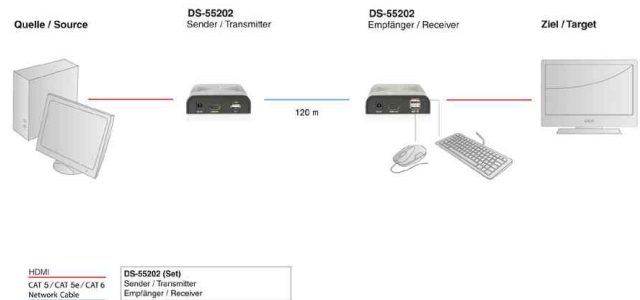 Quelle / Source
DS-55202
Sender / Transmitter
DS-55202
Empfänger / Receiver
Ziel / Target
120 m
HDMI
CAT 5 / CAT 5e / CAT 6
Network Cable
DS-55202 (Set)
Sender / Transmitter
Empfänger / Receiver